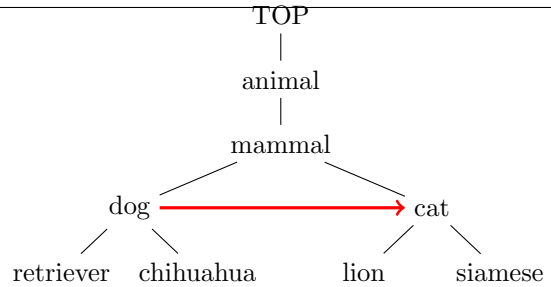 TOP
animal
mammal
dog cat
retriever chihuahua lion siamese